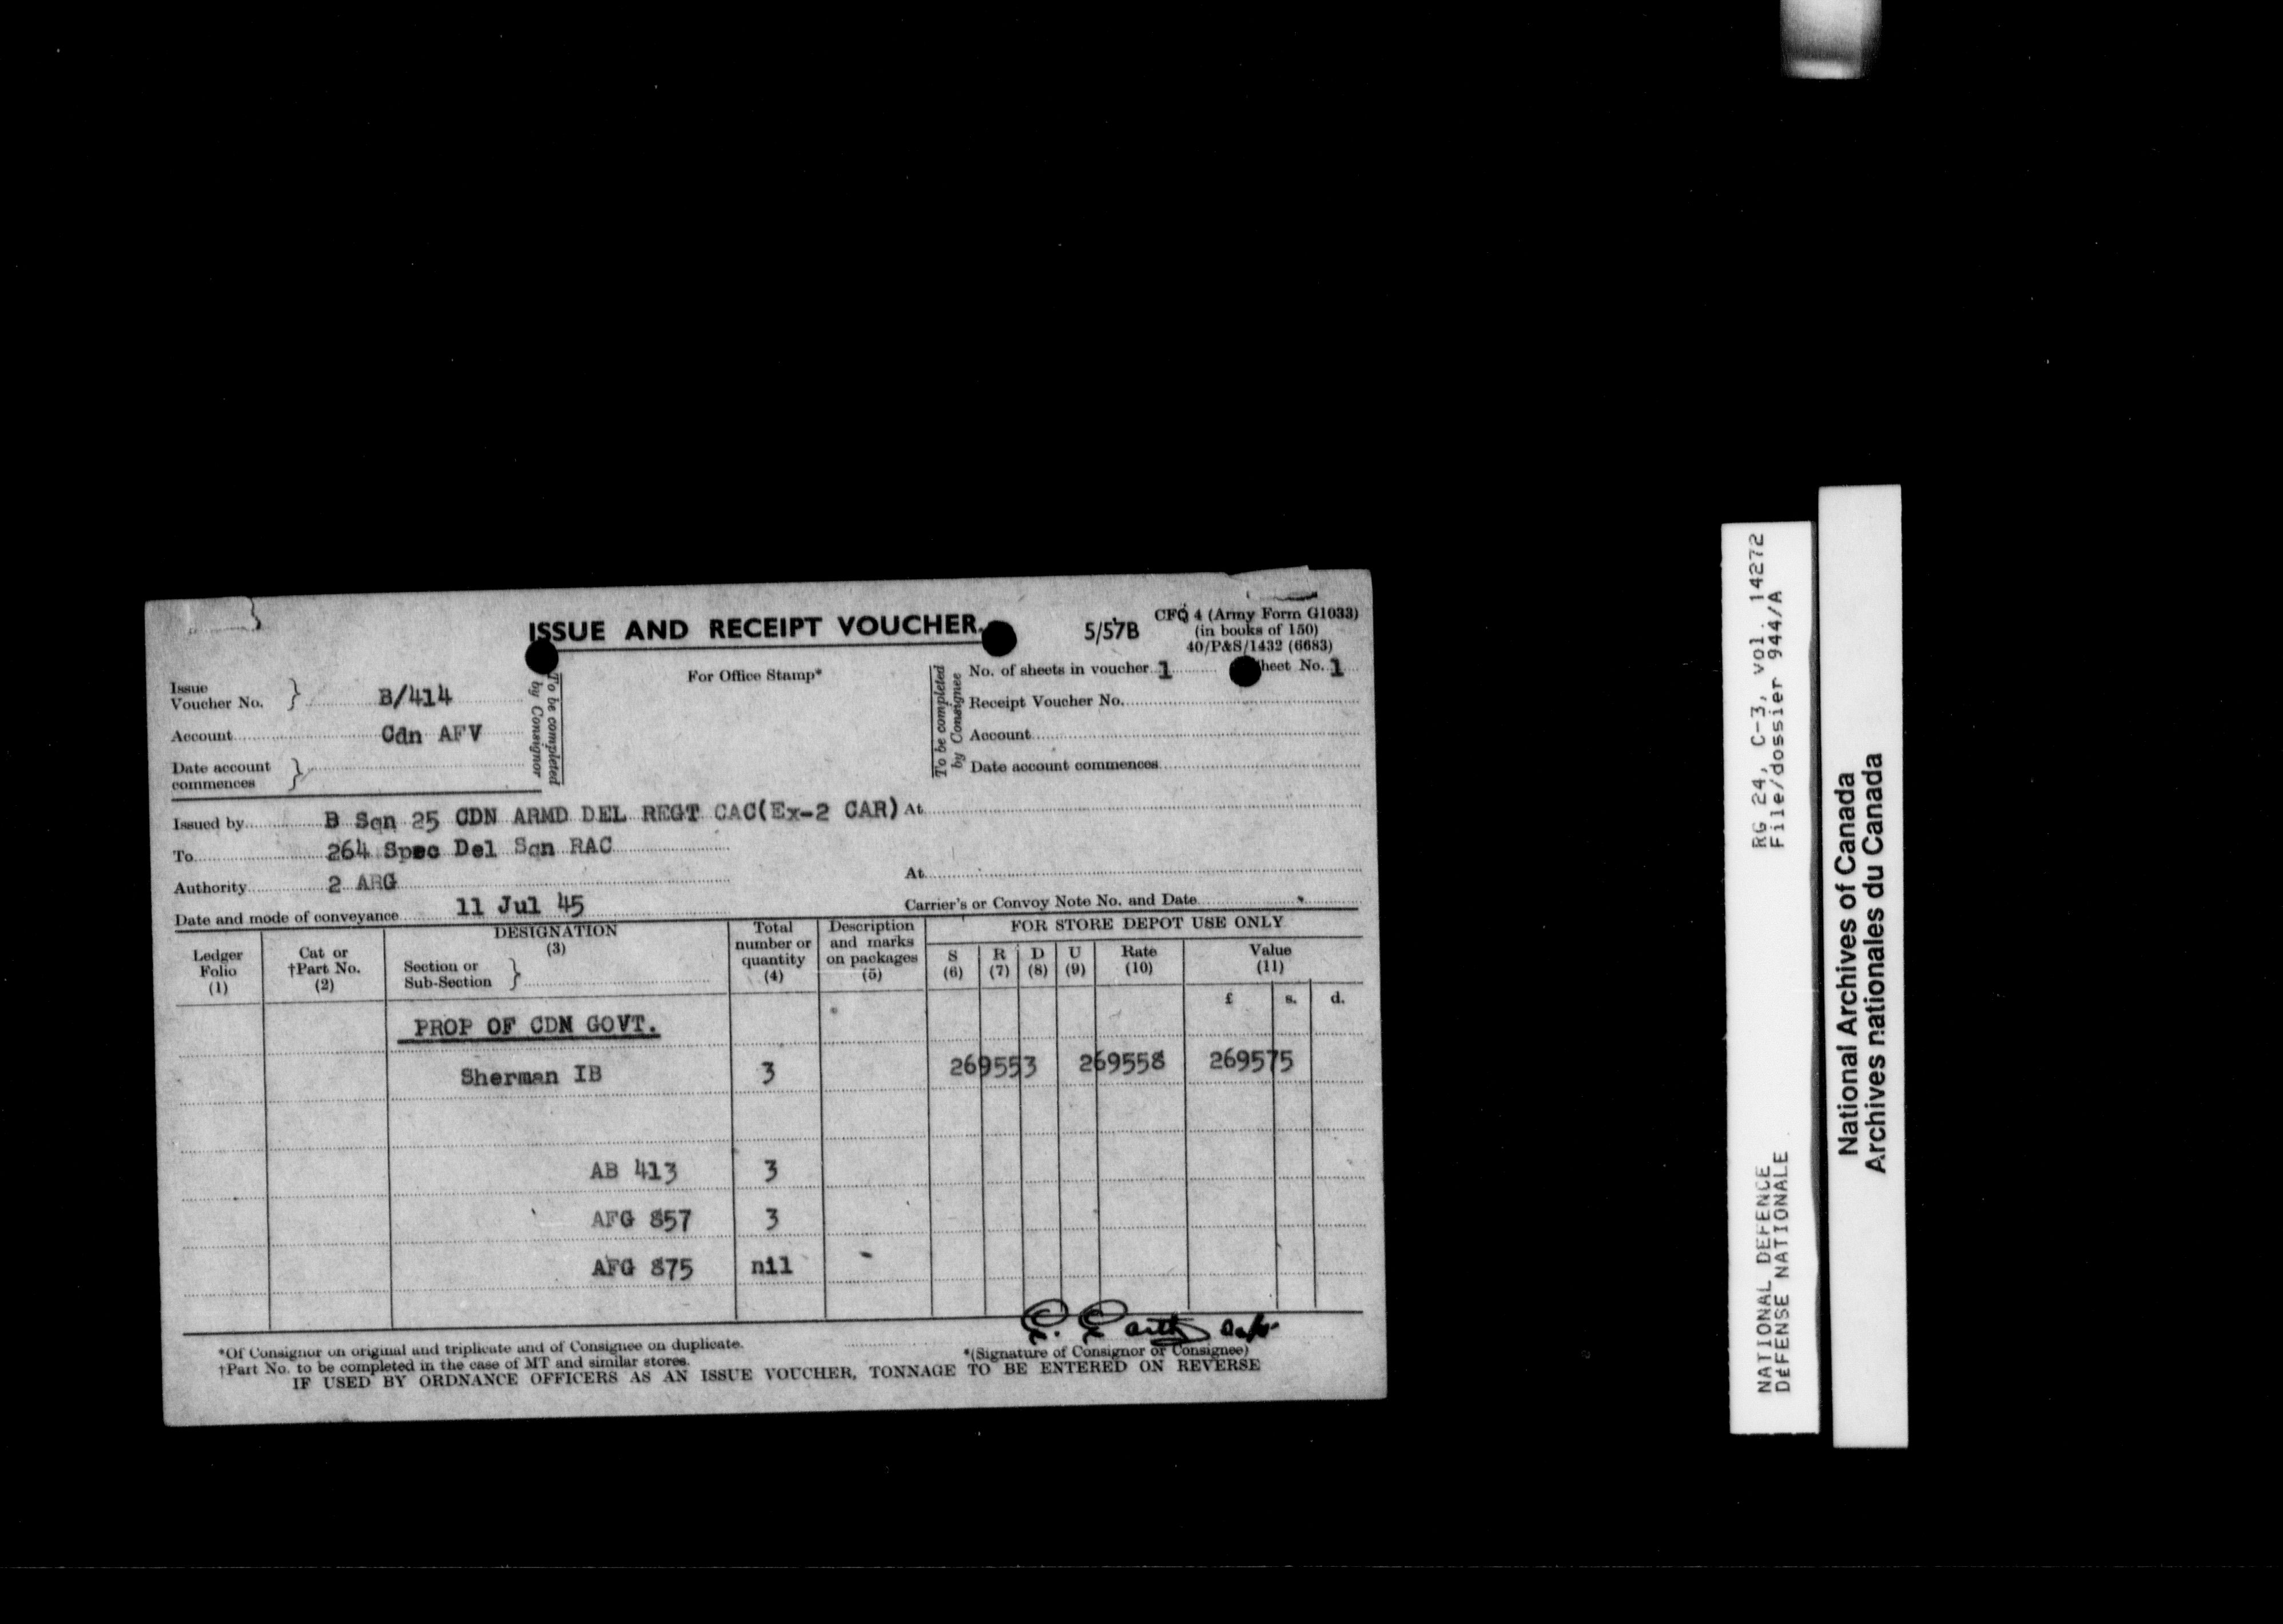 ISSUE AND RECEIPT VOUCHER.
5/57B
CFQ 4 (Army Form G1033)
(in books of 150)
40/P&S/1432 (6683)
Issue
Voucher No. } B/414
Account Cdn AFV
Date account
commences }
To be completed
by Consignor
For Office Stamp*
To be completed
by Consignee
No. of sheets in voucher 1 Sheet No. 1
Receipt Voucher No.
Account
Date account commences
Issued by B Sqn 25 CDN ARMD DEL REGT CAC(Ex-2 CAR) At
To 264 Spec Del Sqn RAC
Authority 2 ARG At
Date and mode of conveyance 11 Jul 45 Carrier's or Convoy Note No. and Date
Ledger
Folio
(1)
Cat or
†Part No.
(2)
DESIGNATION
(3)
Section or
Sub-Section }
Total
number or
quantity
(4)
Description
and marks
on packages
(5)
FOR STORE DEPOT USE ONLY
S
(6)
R
(7)
D
(8)
U
(9)
Rate
(10)
Value
(11)
£ s. d.
PROP OF CDN GOVT.
Sherman IB 3 269553 269558 269575
AB 413 3
AFG 857 3
AFG 875 nil
*Of Consignor on original and triplicate and of Consignee on duplicate.
*(Signature of Consignor or Consignee)
†Part No. to be completed in the case of MT and similar stores.
IF USED BY ORDNANCE OFFICERS AS AN ISSUE VOUCHER, TONNAGE TO BE ENTERED ON REVERSE
RG 24, C-3, vol. 14272
File/dossier 944/A
NATIONAL DEFENCE
DéFENSE NATIONALE
National Archives of Canada
Archives nationales du Canada